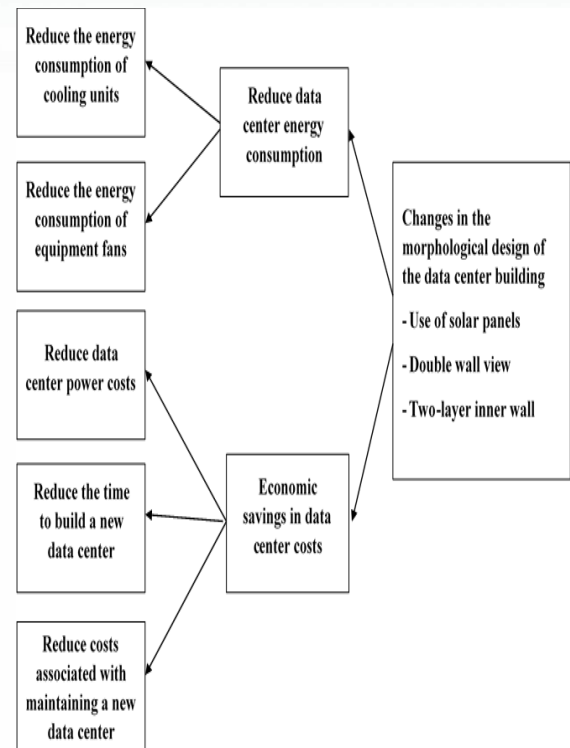 Reduce the energy
consumption of
cooling units
Reduce data
center energy
consumption
Reduce the energy
consumption of
equipment fans
Changes in the
morphological design of
the data center building
- Use of solar panels
- Double wall view
- Two-layer inner wall
Reduce data
center power costs
Reduce the time
to build a new
data center
Economic
savings in data
center costs
Reduce costs
associated with
maintaining a new
data center